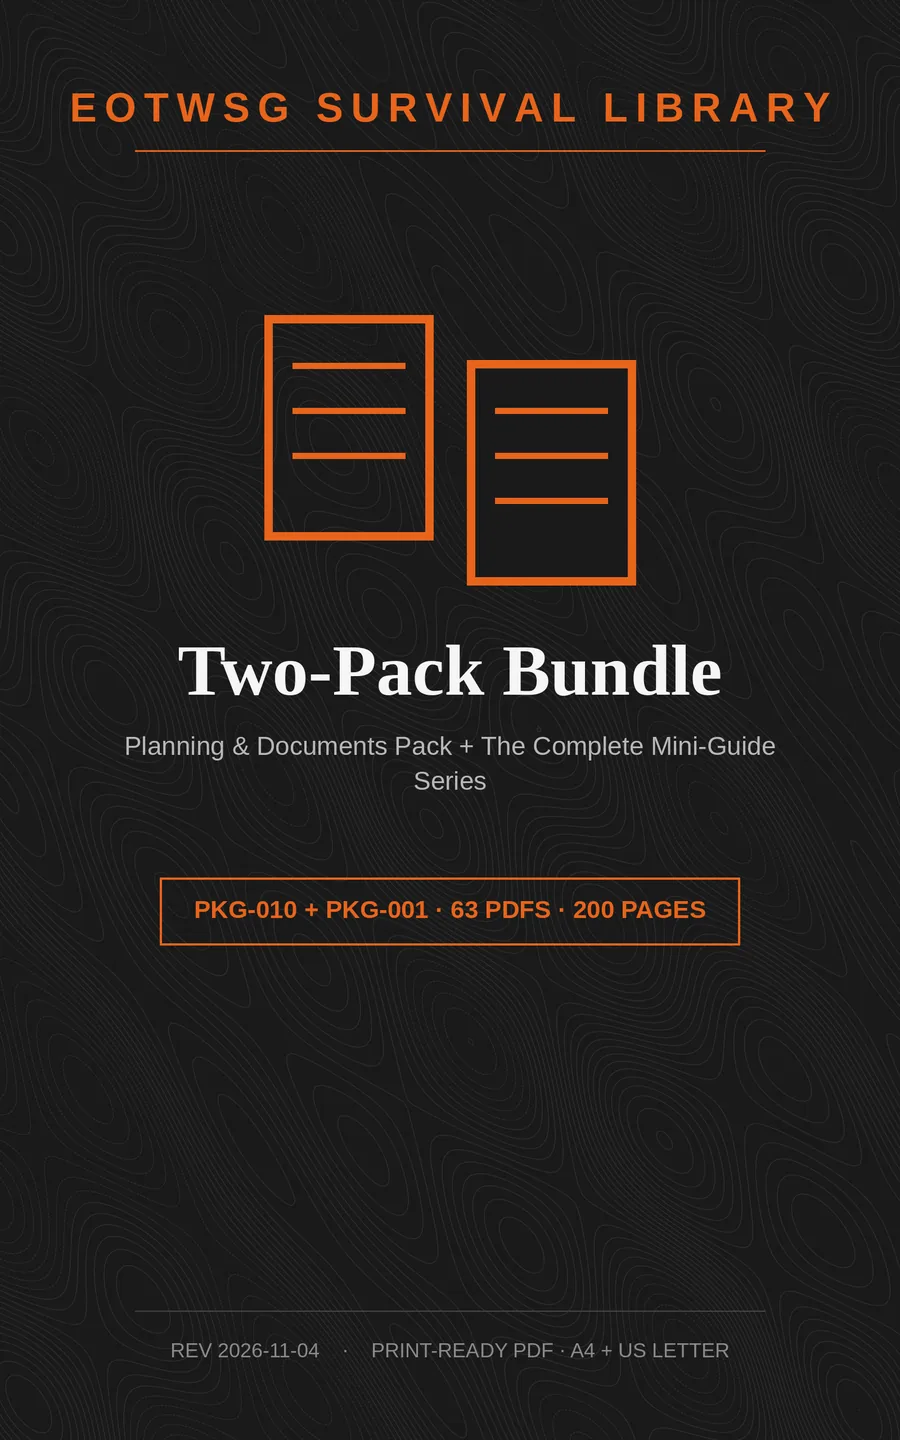 EOTWSG SURVIVAL LIBRARY
Two-Pack Bundle
Planning & Documents Pack + The Complete Mini-Guide
Series
PKG-010 + PKG-001 · 63 PDFS · 200 PAGES
REV 2026-11-04 · PRINT-READY PDF · A4 + US LETTER